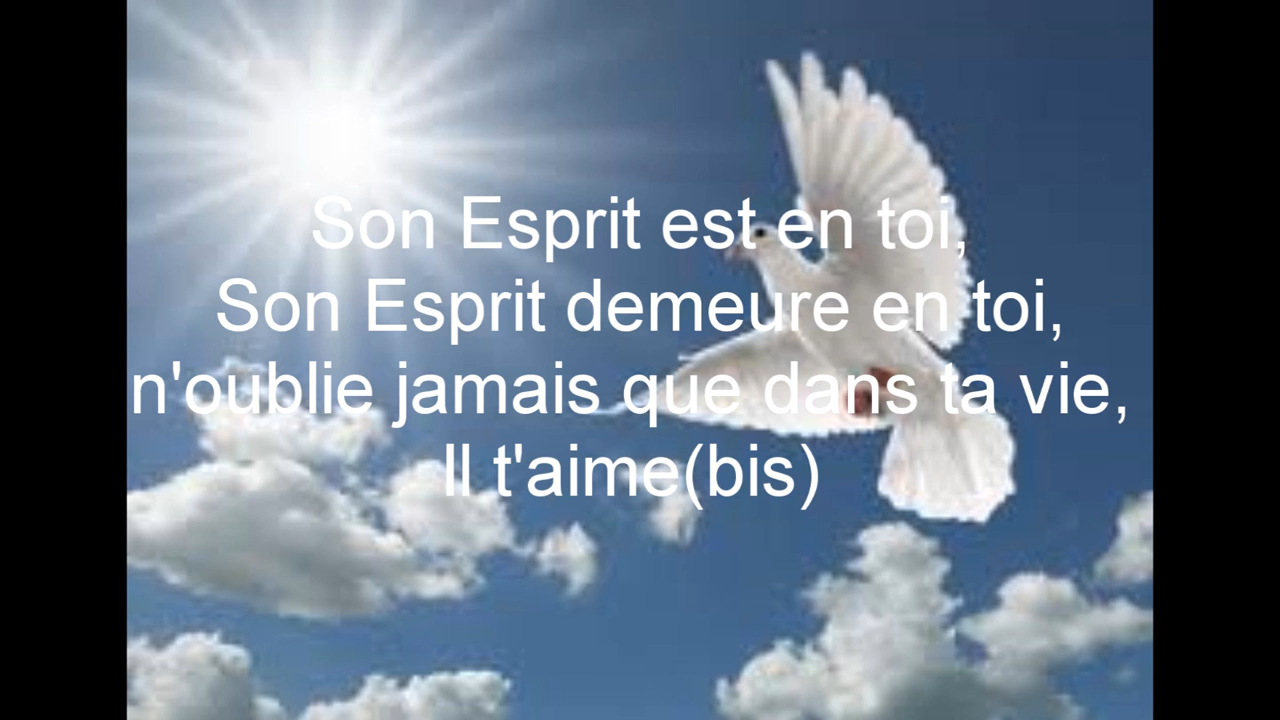 Son Esprit est en toi,
Son Esprit demeure en toi,
n'oublie jamais que dans ta vie,
Il t'aime(bis)